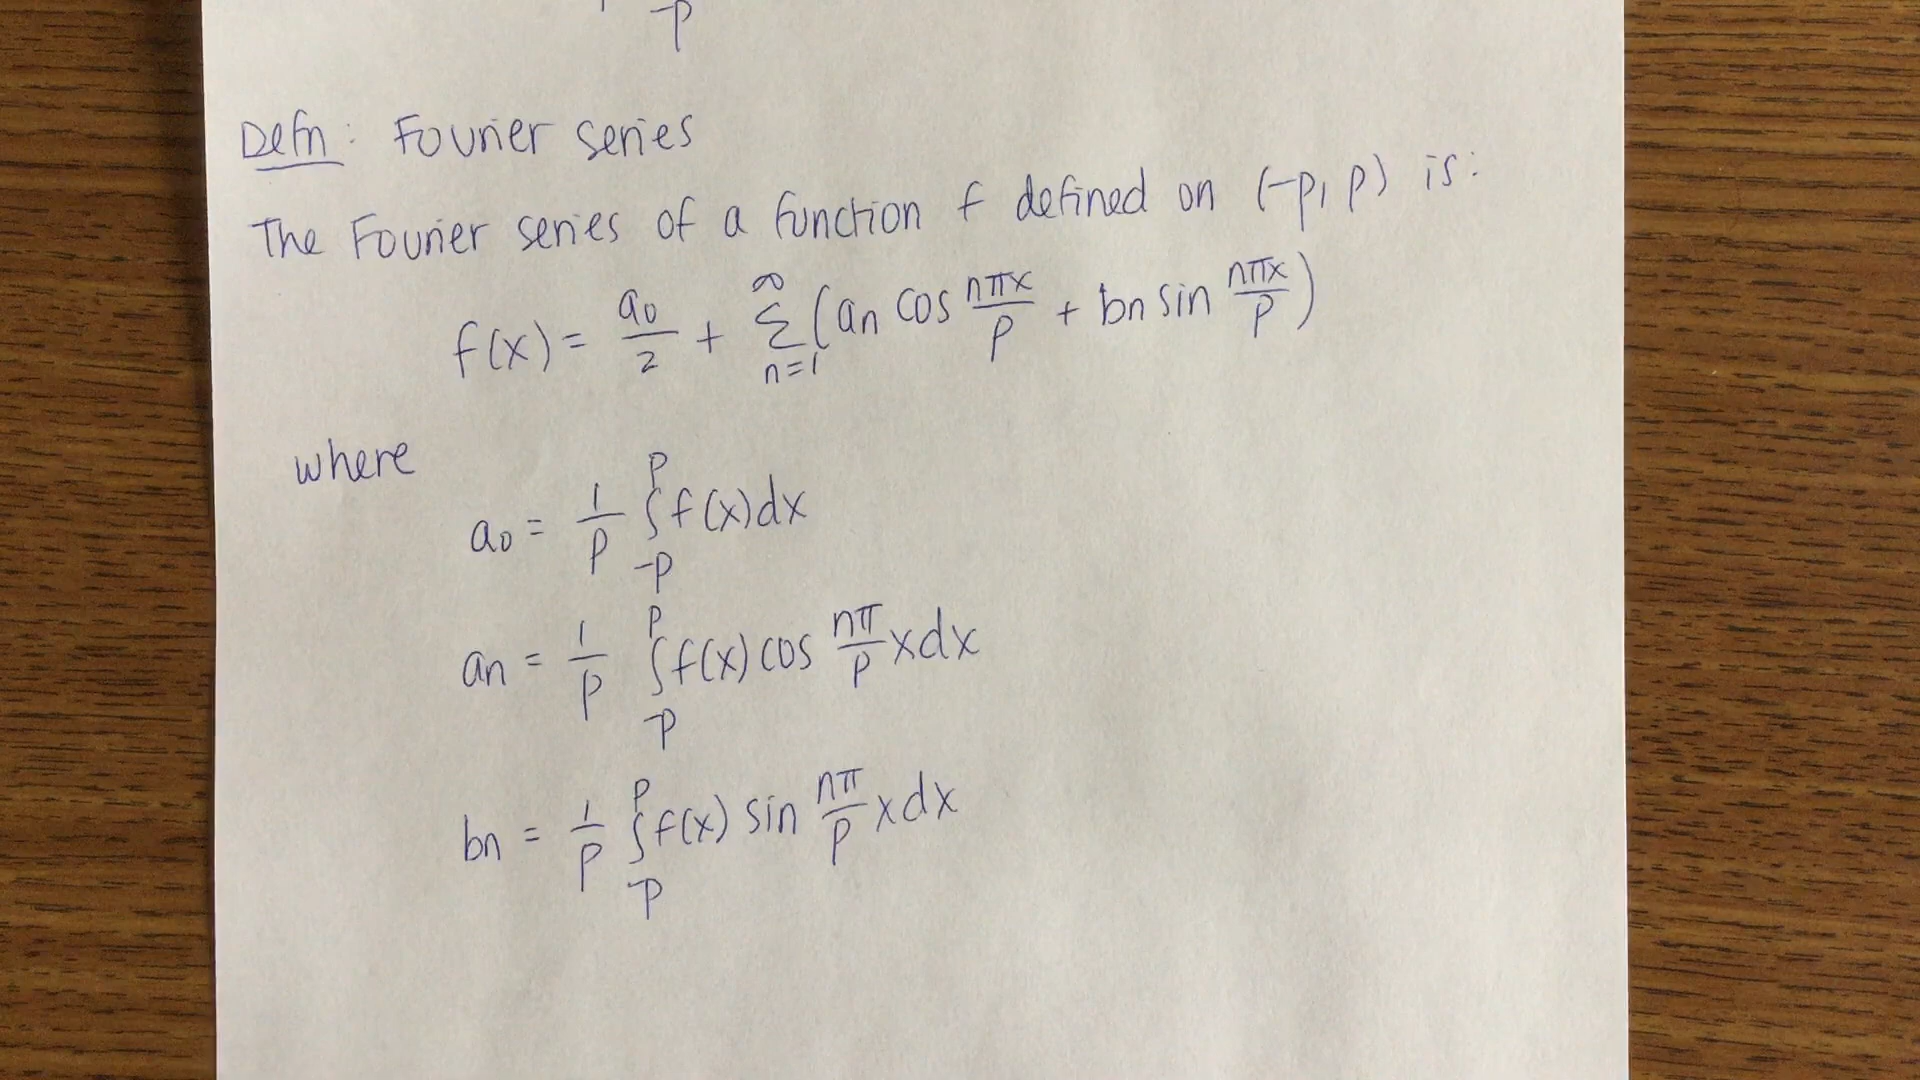 -p
Defn: Fourier series
The Fourier series of a function f defined on (-p, p) is:
f(x) = a₀/2 + ∞∑n=1 (an cos nπx/p + bn sin nπx/p)
where
a₀ = 1/p ∫_{-p}^{p} f(x)dx
an = 1/p ∫_{-p}^{p} f(x) cos nπ/p x dx
bn = 1/p ∫_{-p}^{p} f(x) sin nπ/p x dx